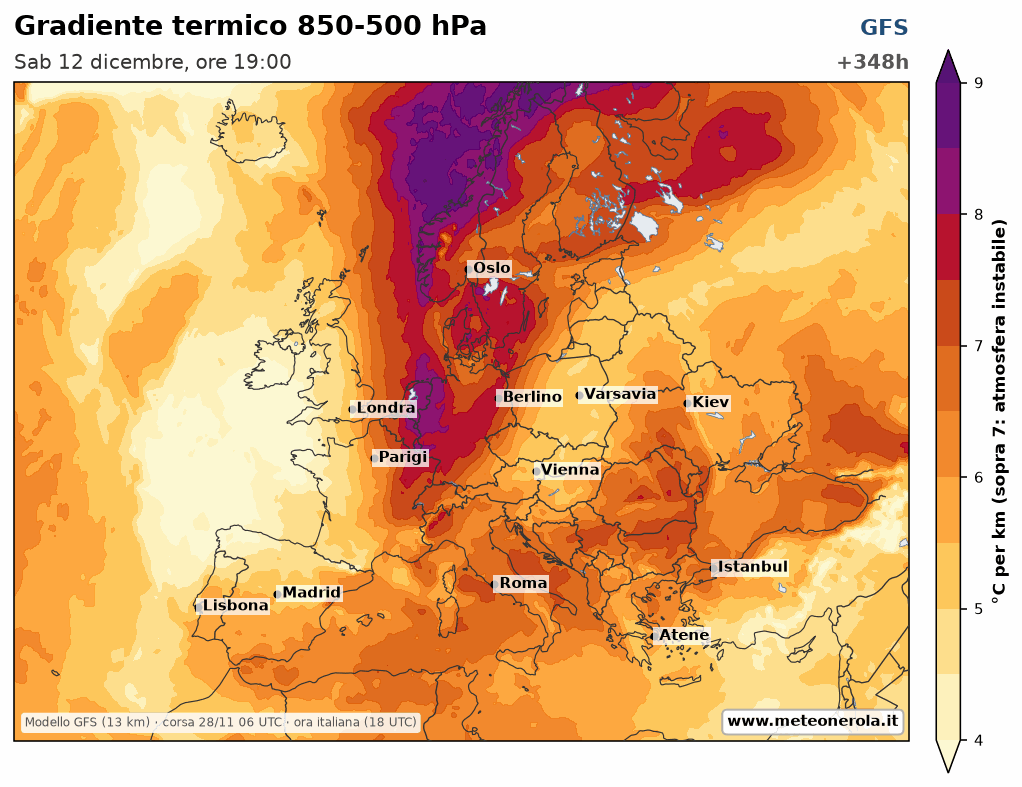 Gradiente termico 850-500 hPa
GFS
Sab 12 dicembre, ore 19:00
+348h
9
8
7
6
5
4
°C per km (sopra 7: atmosfera instabile)
Oslo
Londra
Berlino
Varsavia
Kiev
Parigi
Vienna
Istanbul
Roma
Madrid
Lisbona
Atene
Modello GFS (13 km) · corsa 28/11 06 UTC · ora italiana (18 UTC)
www.meteonerola.it